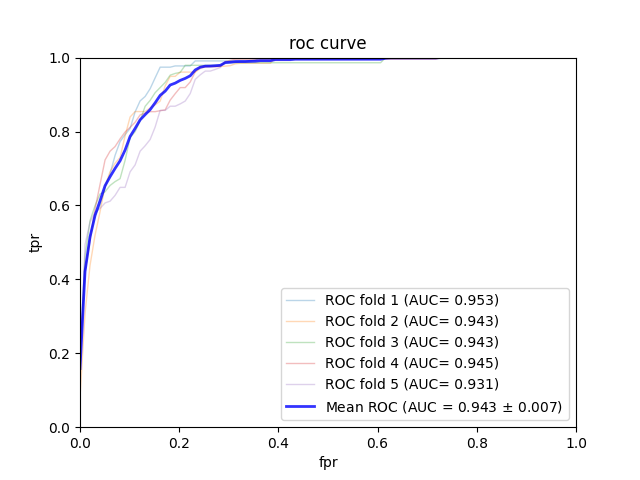 roc curve
1.0
0.8
0.6
0.4
0.2
0.0
tpr
ROC fold 1 (AUC= 0.953)
ROC fold 2 (AUC= 0.943)
ROC fold 3 (AUC= 0.943)
ROC fold 4 (AUC= 0.945)
ROC fold 5 (AUC= 0.931)
Mean ROC (AUC = 0.943 ± 0.007)
0.0 0.2 0.4 0.6 0.8 1.0
fpr